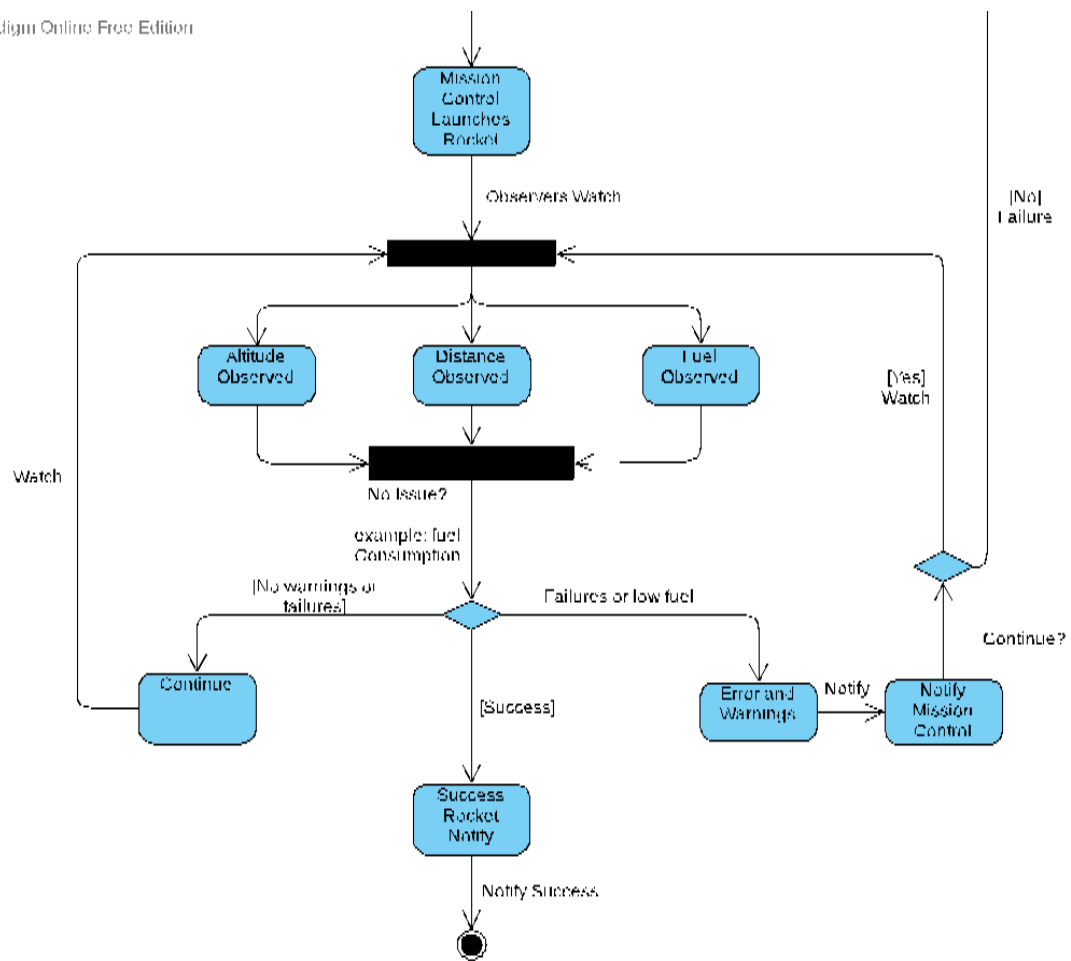 digm Online Free Edition
Mission
Control
Launches
Rocket
Observers Watch
[No]
Failure
Altitude
Observed
Distance
Observed
Fuel
Observed
[Yes]
Watch
Watch
No Issue?
example: fuel
Consumption
[No warnings or
failures]
Failures or low fuel
Continue?
Continue
[Success]
Error and
Warnings
Notify
Notify
Mission
Control
Success
Rocket
Notify
Notify Success